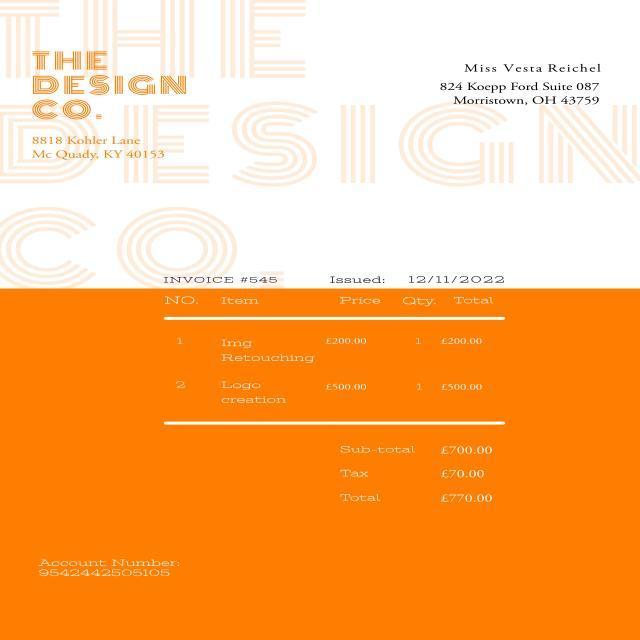 THE
DESIGN
CO.
THE
DESIGN
CO.
8818 Kohler Lane
Mc Quady, KY 40153
Miss Vesta Reichel
824 Koepp Ford Suite 087
Morristown, OH 43759
INVOICE #545 Issued: 12/11/2022
NO. Item Price Qty. Total
1 Img Retouching £200.00 1 £200.00
2 Logo creation £500.00 1 £500.00
Sub-total £700.00
Tax £70.00
Total £770.00
Account Number:
9542442505105